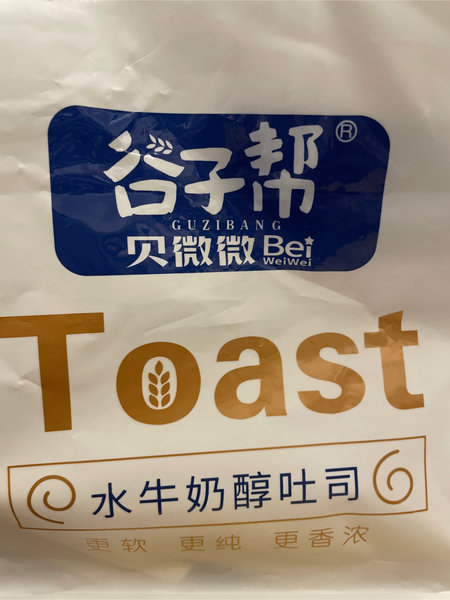 谷子帮®
GUZIBANG
贝微微 Bei WeiWei
Toast
水牛奶醇吐司
更软 更纯 更香浓